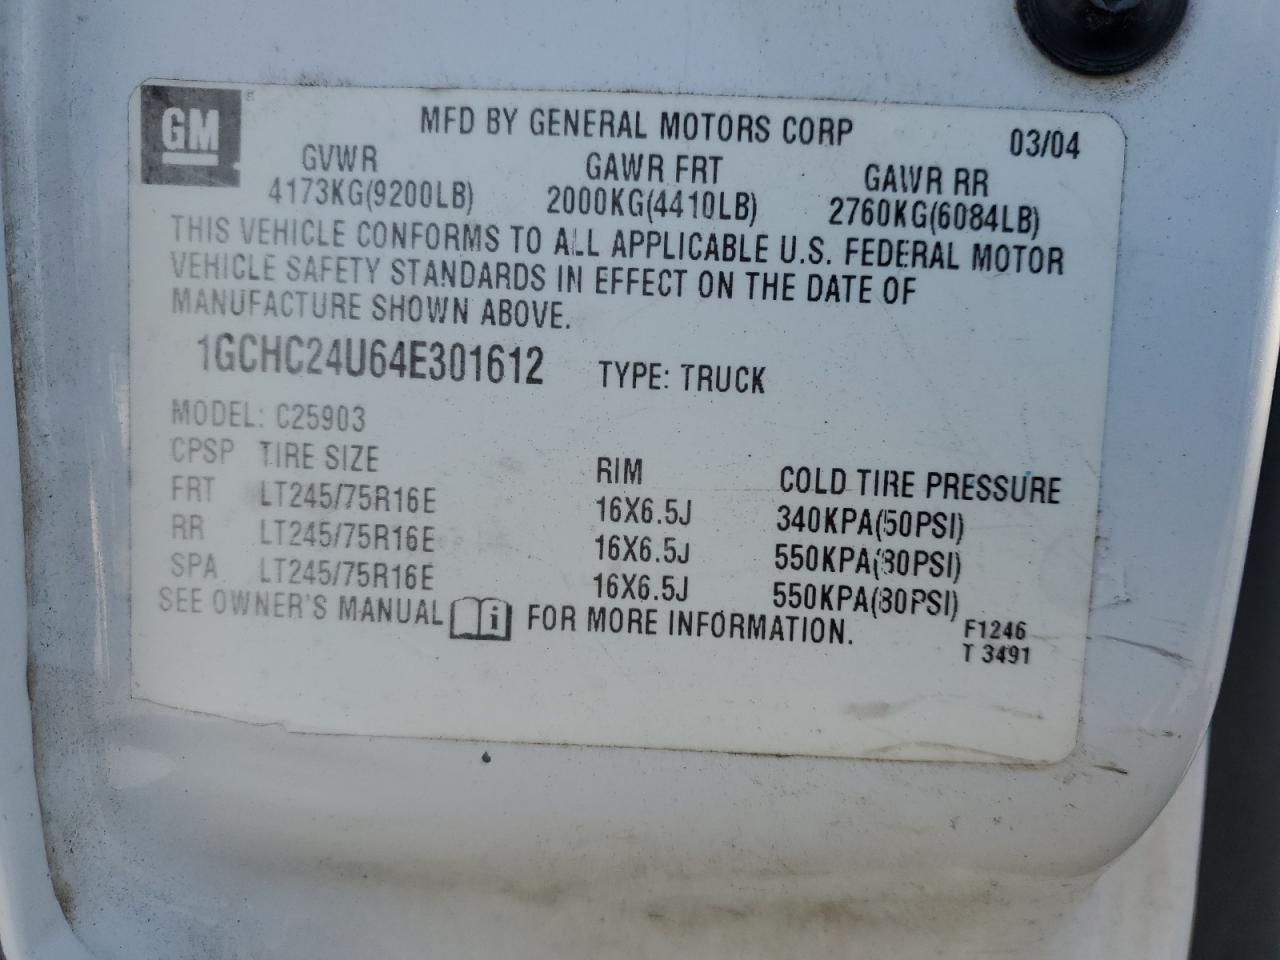 GM
MFD BY GENERAL MOTORS CORP 03/04
GVWR GAWR FRT GAWR RR
4173KG(9200LB) 2000KG(4410LB) 2760KG(6084LB)
THIS VEHICLE CONFORMS TO ALL APPLICABLE U.S. FEDERAL MOTOR
VEHICLE SAFETY STANDARDS IN EFFECT ON THE DATE OF
MANUFACTURE SHOWN ABOVE.
1GCHC24U64E301612 TYPE: TRUCK
MODEL: C25903
CPSP TIRE SIZE RIM COLD TIRE PRESSURE
FRT LT245/75R16E 16X6.5J 340KPA(50PSI)
RR LT245/75R16E 16X6.5J 550KPA(80PSI)
SPA LT245/75R16E 16X6.5J 550KPA(80PSI)
SEE OWNER'S MANUAL i FOR MORE INFORMATION.
F1246
T 3491